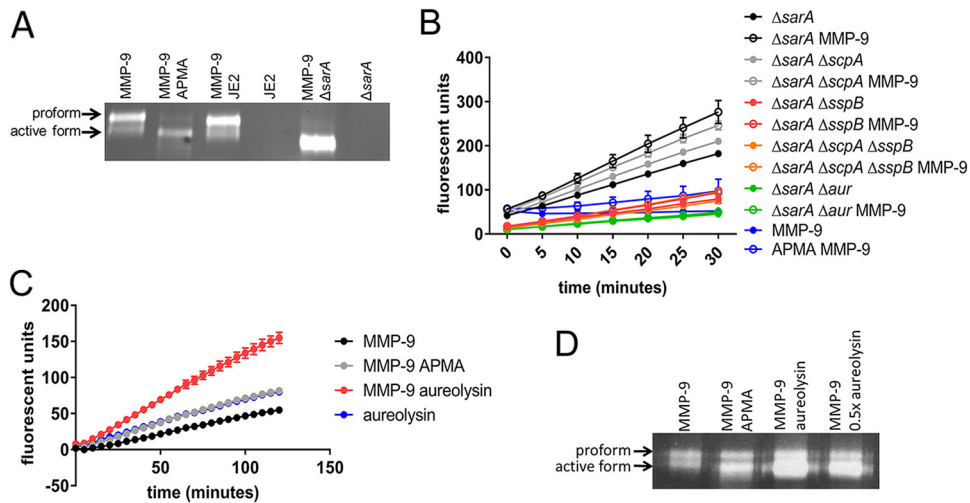 A
MMP-9
MMP-9 APMA
MMP-9 JE2
JE2
MMP-9 ΔsarA
ΔsarA
proform
active form
B
fluorescent units
400
300
200
100
0
0 5 10 15 20 25 30
time (minutes)
ΔsarA
ΔsarA MMP-9
ΔsarA ΔscpA
ΔsarA ΔscpA MMP-9
ΔsarA ΔsspB
ΔsarA ΔsspB MMP-9
ΔsarA ΔscpA ΔsspB
ΔsarA ΔscpA ΔsspB MMP-9
ΔsarA Δaur
ΔsarA Δaur MMP-9
MMP-9
APMA MMP-9
C
fluorescent units
200
150
100
50
0
-50
50 100 150
time (minutes)
MMP-9
MMP-9 APMA
MMP-9 aureolysin
aureolysin
D
MMP-9
MMP-9 APMA
MMP-9 aureolysin
MMP-9 0.5x aureolysin
proform
active form